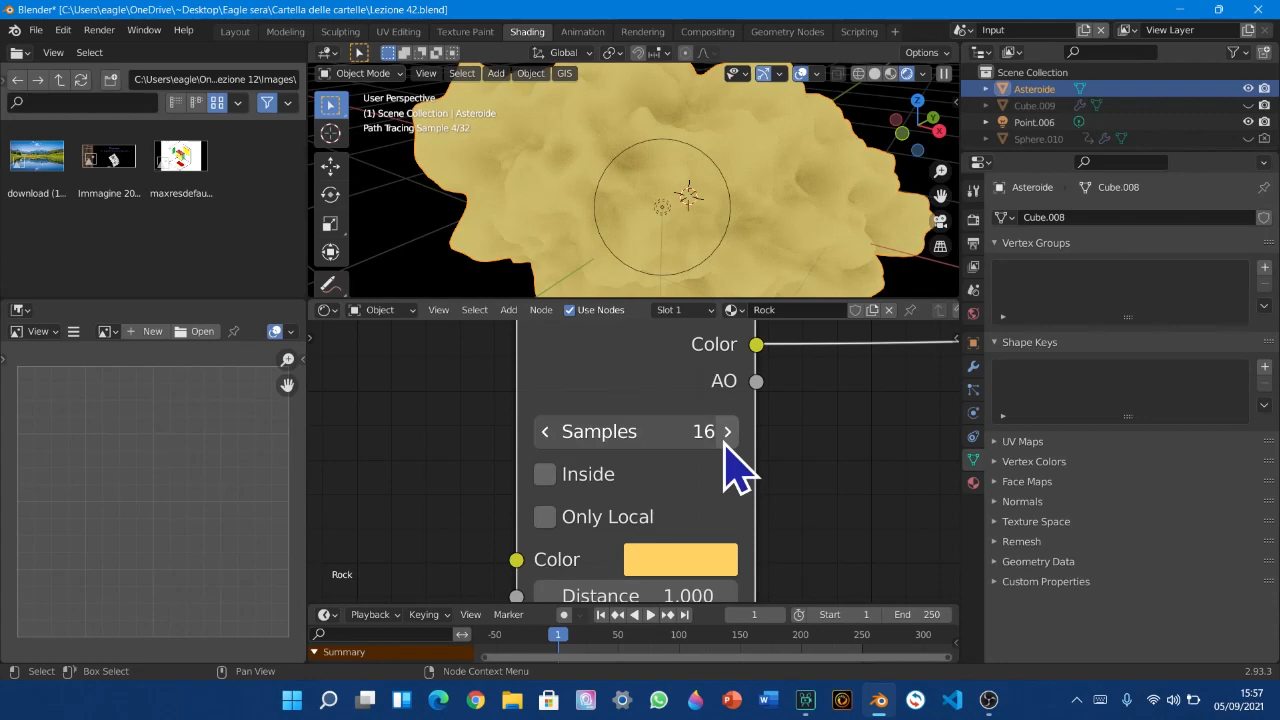 Blender* [C:\Users\eagle\OneDrive\~Desktop\Eagle sera\Cartella delle cartelle\Lezione 42.blend]
File Edit Render Window Help
Layout Modeling Sculpting UV Editing Texture Paint Shading Animation Rendering Compositing Geometry Nodes Scripting +
Input
View Layer
View Select
Global
Options
C:\Users\eagle\On...ezione 12\Images\
Object Mode View Select Add Object GIS
Scene Collection
Asteroide
Cube.009
Point.006
Sphere.010
User Perspective
(1) Scene Collection | Asteroide
Path Tracing Sample 4/32
download (1...
Immagine 20...
maxresdefau...
Asteroide
Cube.008
Cube.008
Vertex Groups
View
New
Open
Object View Select Add Node Use Nodes Slot 1 Rock
Shape Keys
Color
AO
Samples 16
Inside
Only Local
Color
Distance 1.000
Rock
UV Maps
Vertex Colors
Face Maps
Normals
Texture Space
Remesh
Geometry Data
Custom Properties
Playback Keying View Marker
1
Start 1
End 250
-50 1 50 100 150 200 250 300
Summary
Select Box Select Pan View Node Context Menu 2.93.3
15:57
05/09/2021